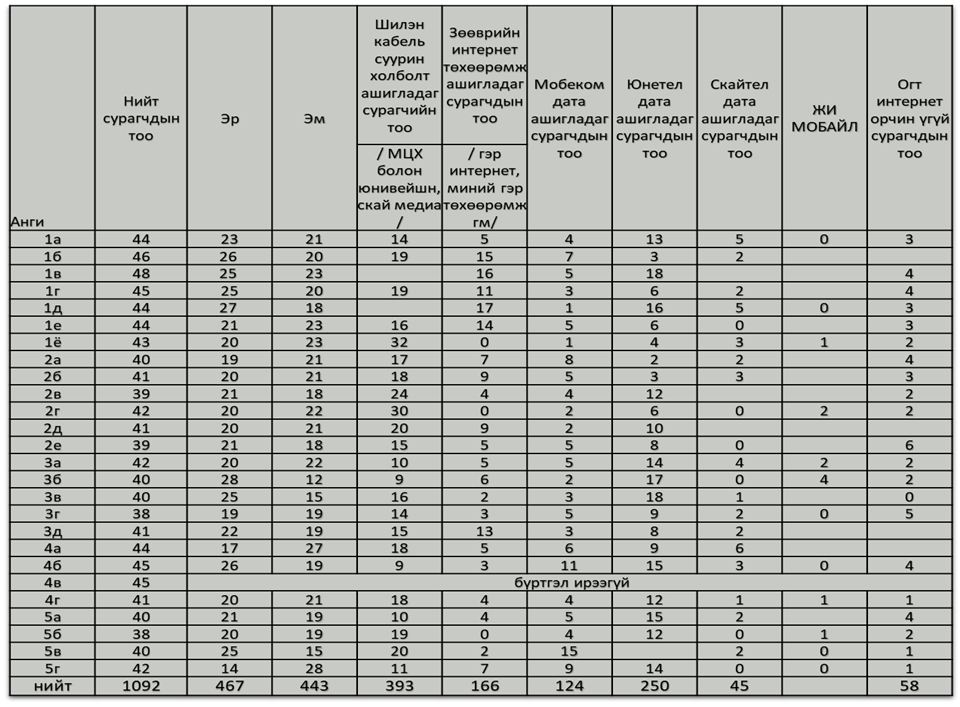 Анги | Нийт сурагчдын тоо | Эр | Эм | Шилэн кабель суурин холболт ашигладаг сурагчийн тоо / МЦХ болон юнивейшн, скай медиа / | Зөөврийн интернет төхөөрөмж ашигладаг сурагчдын тоо / гэр интернет, миний гэр төхөөрөмж гм/ | Мобеком дата ашигладаг сурагчдын тоо | Юнетел дата ашигладаг сурагчдын тоо | Скайтел дата ашигладаг сурагчдын тоо | ЖИ МОБАЙЛ | Огт интернет орчин үгүй сурагчдын тоо
1а | 44 | 23 | 21 | 14 | 5 | 4 | 13 | 5 | 0 | 3
1б | 46 | 26 | 20 | 19 | 15 | 7 | 3 | 2 | |
1в | 48 | 25 | 23 | | 16 | 5 | 18 | | | 4
1г | 45 | 25 | 20 | 19 | 11 | 3 | 6 | 2 | | 4
1д | 44 | 27 | 18 | | 17 | 1 | 16 | 5 | 0 | 3
1е | 44 | 21 | 23 | 16 | 14 | 5 | 6 | 0 | | 3
1ё | 43 | 20 | 23 | 32 | 0 | 1 | 4 | 3 | 1 | 2
2а | 40 | 19 | 21 | 17 | 7 | 8 | 2 | 2 | | 4
2б | 41 | 20 | 21 | 18 | 9 | 5 | 3 | 3 | | 3
2в | 39 | 21 | 18 | 24 | 4 | 4 | 12 | | | 2
2г | 42 | 20 | 22 | 30 | 0 | 2 | 6 | 0 | 2 | 2
2д | 41 | 20 | 21 | 20 | 9 | 2 | 10 | | |
2е | 39 | 21 | 18 | 15 | 5 | 5 | 8 | 0 | | 6
3а | 42 | 20 | 22 | 10 | 5 | 5 | 14 | 4 | 2 | 2
3б | 40 | 28 | 12 | 9 | 6 | 2 | 17 | 0 | 4 | 2
3в | 40 | 25 | 15 | 16 | 2 | 3 | 18 | 1 | | 0
3г | 38 | 19 | 19 | 14 | 3 | 5 | 9 | 2 | 0 | 5
3д | 41 | 22 | 19 | 15 | 13 | 3 | 8 | 2 | |
4а | 44 | 17 | 27 | 18 | 5 | 6 | 9 | 6 | |
4б | 45 | 26 | 19 | 9 | 3 | 11 | 15 | 3 | 0 | 4
4в | 45 | бүртгэл ирээгүй
4г | 41 | 20 | 21 | 18 | 4 | 4 | 12 | 1 | 1 | 1
5а | 40 | 21 | 19 | 10 | 4 | 5 | 15 | 2 | | 4
5б | 38 | 20 | 19 | 19 | 0 | 4 | 12 | 0 | 1 | 2
5в | 40 | 25 | 15 | 20 | 2 | 15 | | 2 | 0 | 1
5г | 42 | 14 | 28 | 11 | 7 | 9 | 14 | 0 | 0 | 1
нийт | 1092 | 467 | 443 | 393 | 166 | 124 | 250 | 45 | | 58